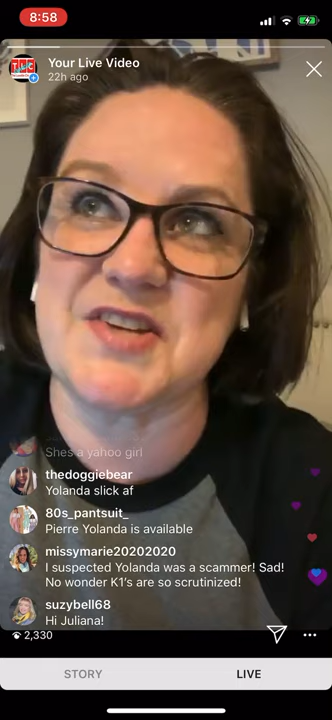 8:58
Your Live Video
22h ago
TLC
Shes a yahoo girl
thedoggiebear
Yolanda slick af
80s_pantsuit_
Pierre Yolanda is available
missymarie20202020
I suspected Yolanda was a scammer! Sad!
No wonder K1's are so scrutinized!
suzybell68
Hi Juliana!
2,330
STORY
LIVE